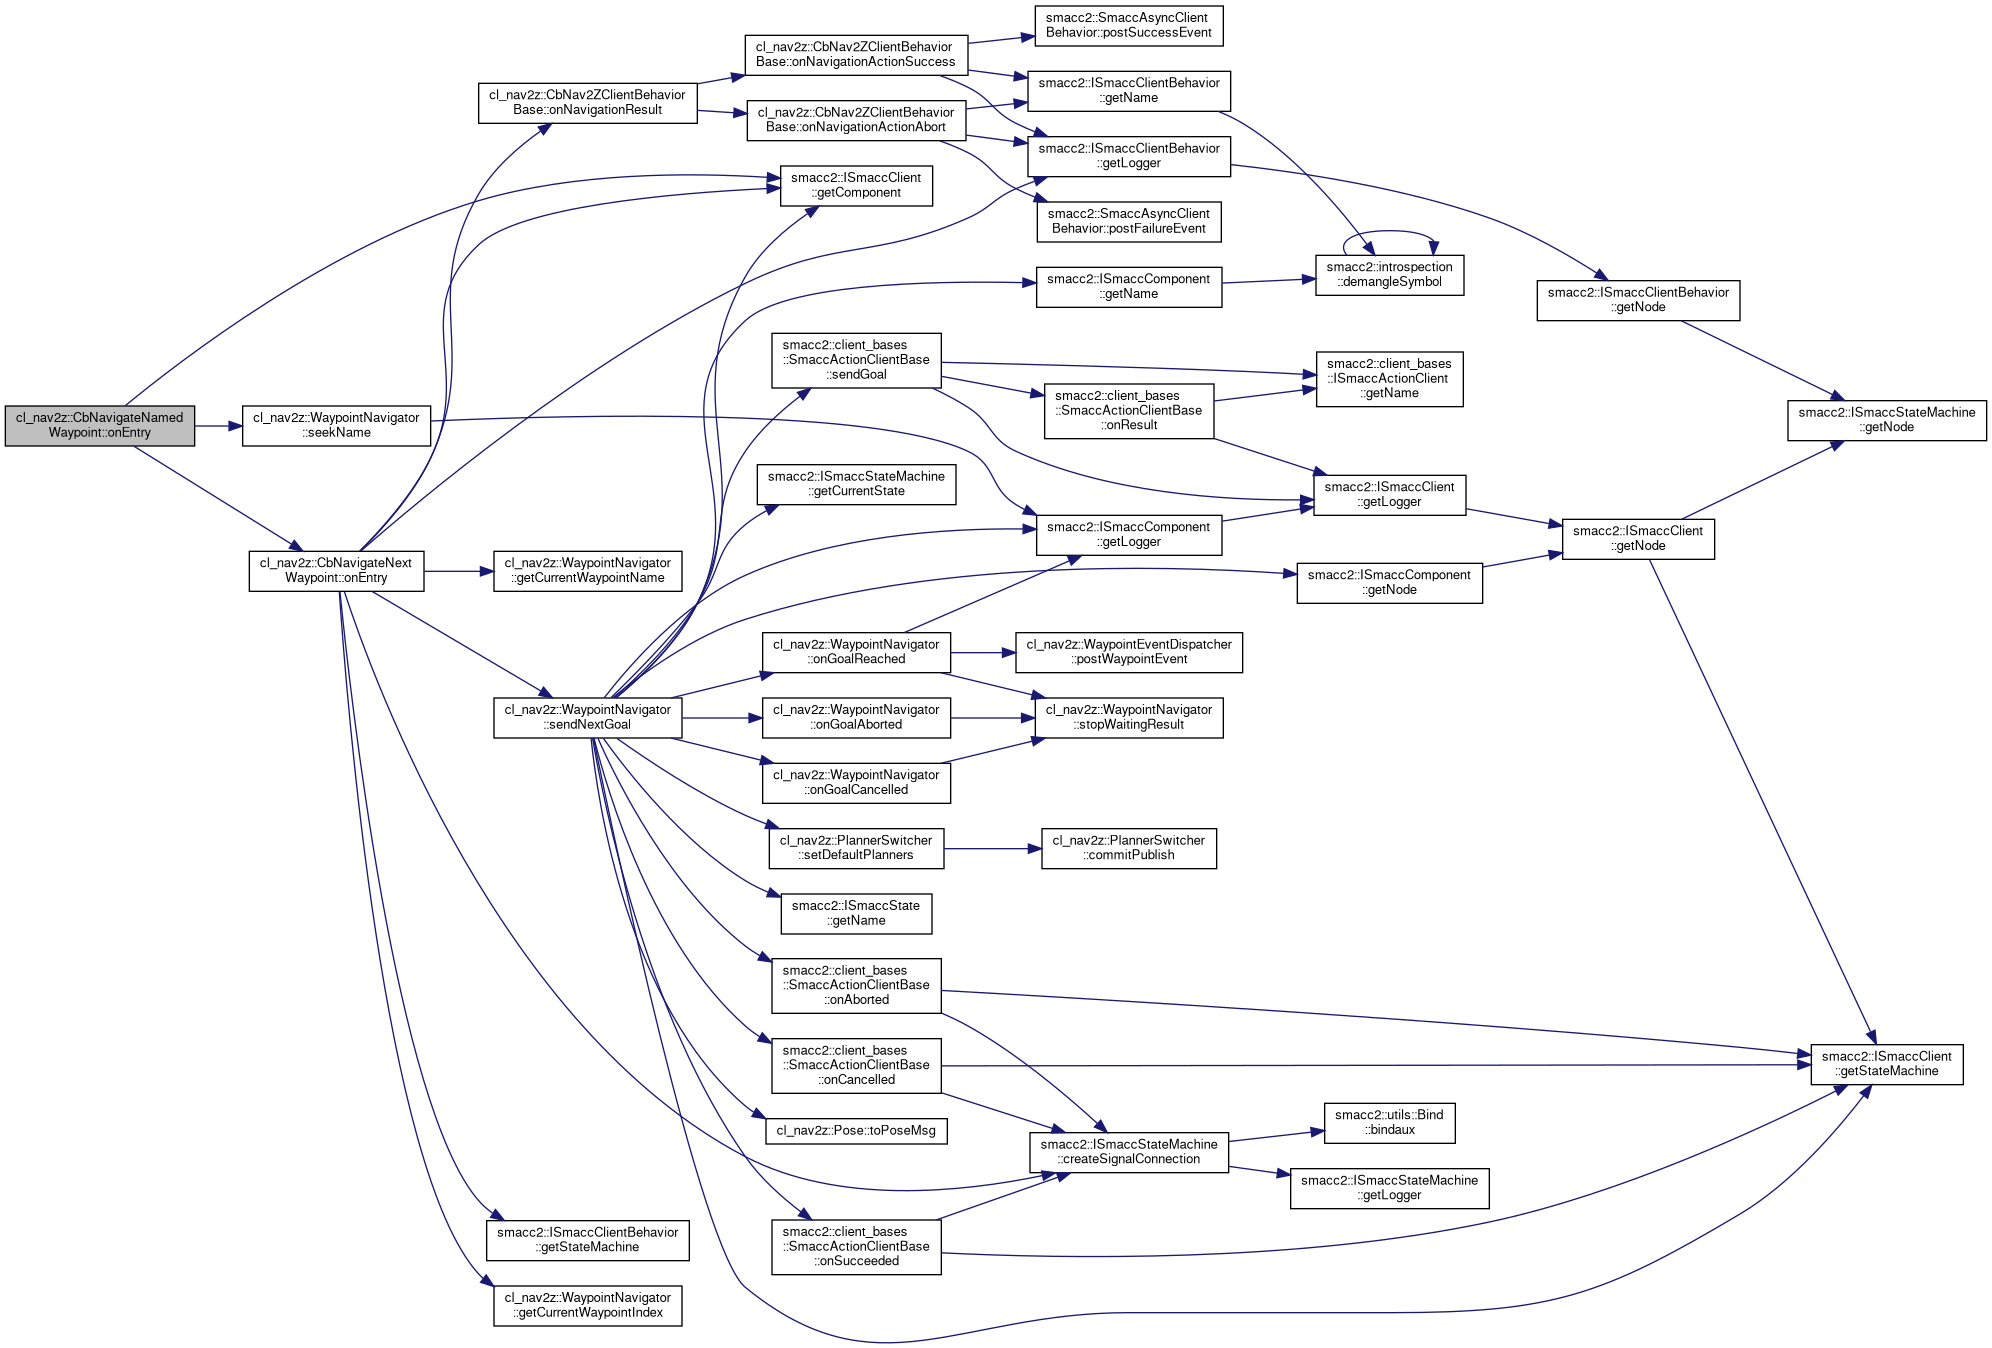 cl_nav2z::CbNavigateNamed
Waypoint::onEntry
cl_nav2z::WaypointNavigator
::seekName
cl_nav2z::CbNavigateNext
Waypoint::onEntry
cl_nav2z::CbNav2ZClientBehavior
Base::onNavigationResult
cl_nav2z::WaypointNavigator
::getCurrentWaypointName
cl_nav2z::WaypointNavigator
::sendNextGoal
smacc2::ISmaccClientBehavior
::getStateMachine
cl_nav2z::WaypointNavigator
::getCurrentWaypointIndex
cl_nav2z::CbNav2ZClientBehavior
Base::onNavigationActionSuccess
cl_nav2z::CbNav2ZClientBehavior
Base::onNavigationActionAbort
smacc2::ISmaccClient
::getComponent
smacc2::client_bases
::SmaccActionClientBase
::sendGoal
smacc2::ISmaccStateMachine
::getCurrentState
cl_nav2z::WaypointNavigator
::onGoalReached
cl_nav2z::WaypointNavigator
::onGoalAborted
cl_nav2z::WaypointNavigator
::onGoalCancelled
cl_nav2z::PlannerSwitcher
::setDefaultPlanners
smacc2::ISmaccState
::getName
smacc2::client_bases
::SmaccActionClientBase
::onAborted
smacc2::client_bases
::SmaccActionClientBase
::onCancelled
cl_nav2z::Pose::toPoseMsg
smacc2::client_bases
::SmaccActionClientBase
::onSucceeded
smacc2::SmaccAsyncClient
Behavior::postSuccessEvent
smacc2::ISmaccClientBehavior
::getName
smacc2::ISmaccClientBehavior
::getLogger
smacc2::SmaccAsyncClient
Behavior::postFailureEvent
smacc2::ISmaccComponent
::getName
smacc2::client_bases
::SmaccActionClientBase
::onResult
smacc2::ISmaccComponent
::getLogger
cl_nav2z::WaypointEventDispatcher
::postWaypointEvent
cl_nav2z::WaypointNavigator
::stopWaitingResult
cl_nav2z::PlannerSwitcher
::commitPublish
smacc2::ISmaccStateMachine
::createSignalConnection
smacc2::introspection
::demangleSymbol
smacc2::client_bases
::ISmaccActionClient
::getName
smacc2::ISmaccClient
::getLogger
smacc2::ISmaccComponent
::getNode
smacc2::utils::Bind
::bindaux
smacc2::ISmaccStateMachine
::getLogger
smacc2::ISmaccClientBehavior
::getNode
smacc2::ISmaccClient
::getNode
smacc2::ISmaccStateMachine
::getNode
smacc2::ISmaccClient
::getStateMachine